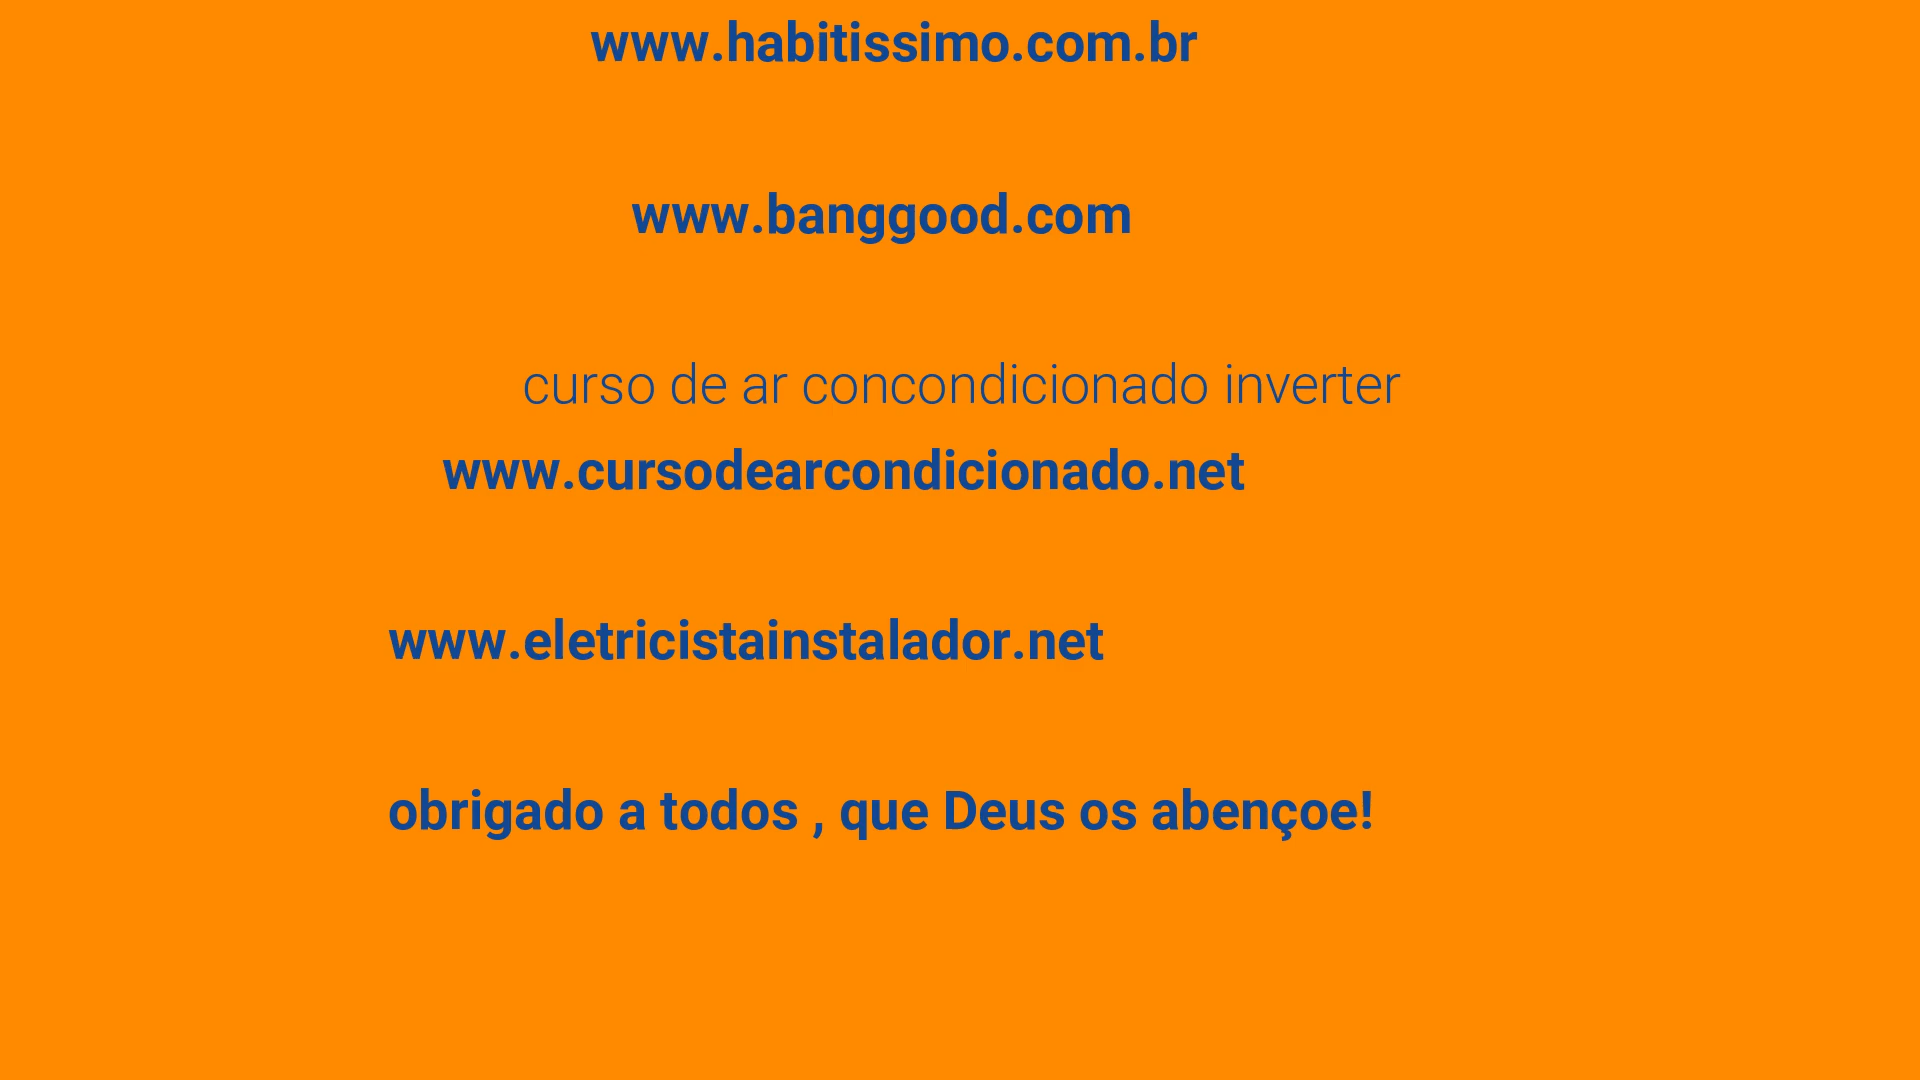 www.habitissimo.com.br
www.banggood.com
curso de ar concondicionado inverter
www.cursodearcondicionado.net
www.eletricistainstalador.net
obrigado a todos , que Deus os abençoe!